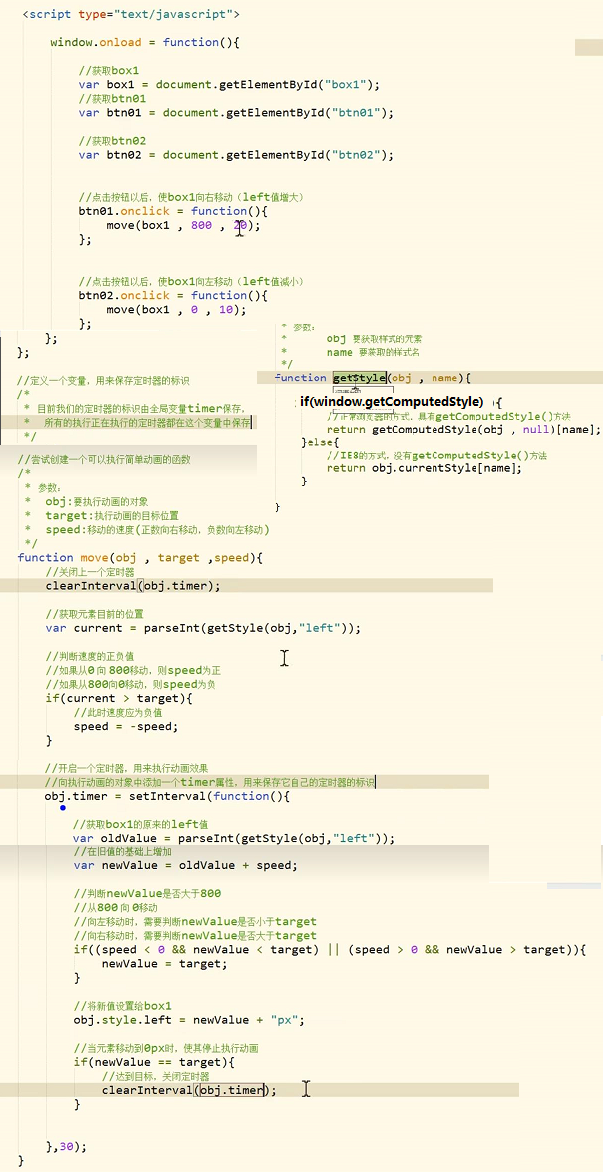 <script type="text/javascript">
window.onload = function(){
//获取box1
var box1 = document.getElementById("box1");
//获取btn01
var btn01 = document.getElementById("btn01");
//获取btn02
var btn02 = document.getElementById("btn02");
//点击按钮以后，使box1向右移动（left值增大）
btn01.onclick = function(){
move(box1 , 800 , 20);
};
//点击按钮以后，使box1向左移动（left值减小）
btn02.onclick = function(){
move(box1 , 0 , 10);
};
};
};
//定义一个变量，用来保存定时器的标识
/*
* 目前我们的定时器的标识由全局变量timer保存，
* 所有的执行正在执行的定时器都在这个变量中保存
*/
* 参数：
* obj 要获取样式的元素
* name 要获取的样式名
*/
function getStyle(obj , name){
if(window.getComputedStyle) {
//正常浏览器的方式，具有getComputedStyle()方法
return getComputedStyle(obj , null)[name];
}else{
//IE8的方式，没有getComputedStyle()方法
return obj.currentStyle[name];
}
}
//尝试创建一个可以执行简单动画的函数
/*
* 参数：
* obj:要执行动画的对象
* target:执行动画的目标位置
* speed:移动的速度(正数向右移动，负数向左移动)
*/
function move(obj , target ,speed){
//关闭上一个定时器
clearInterval(obj.timer);
//获取元素目前的位置
var current = parseInt(getStyle(obj,"left"));
//判断速度的正负值
//如果从0 向 800移动，则speed为正
//如果从800向0移动，则speed为负
if(current > target){
//此时速度应为负值
speed = -speed;
}
//开启一个定时器，用来执行动画效果
//向执行动画的对象中添加一个timer属性，用来保存它自己的定时器的标识
obj.timer = setInterval(function(){
//获取box1的原来的left值
var oldValue = parseInt(getStyle(obj,"left"));
//在旧值的基础上增加
var newValue = oldValue + speed;
//判断newValue是否大于800
//从800 向 0移动
//向左移动时，需要判断newValue是否小于target
//向右移动时，需要判断newValue是否大于target
if((speed < 0 && newValue < target) || (speed > 0 && newValue > target)){
newValue = target;
}
//将新值设置给box1
obj.style.left = newValue + "px";
//当元素移动到0px时，使其停止执行动画
if(newValue == target){
//达到目标，关闭定时器
clearInterval(obj.timer);
}
},30);
}